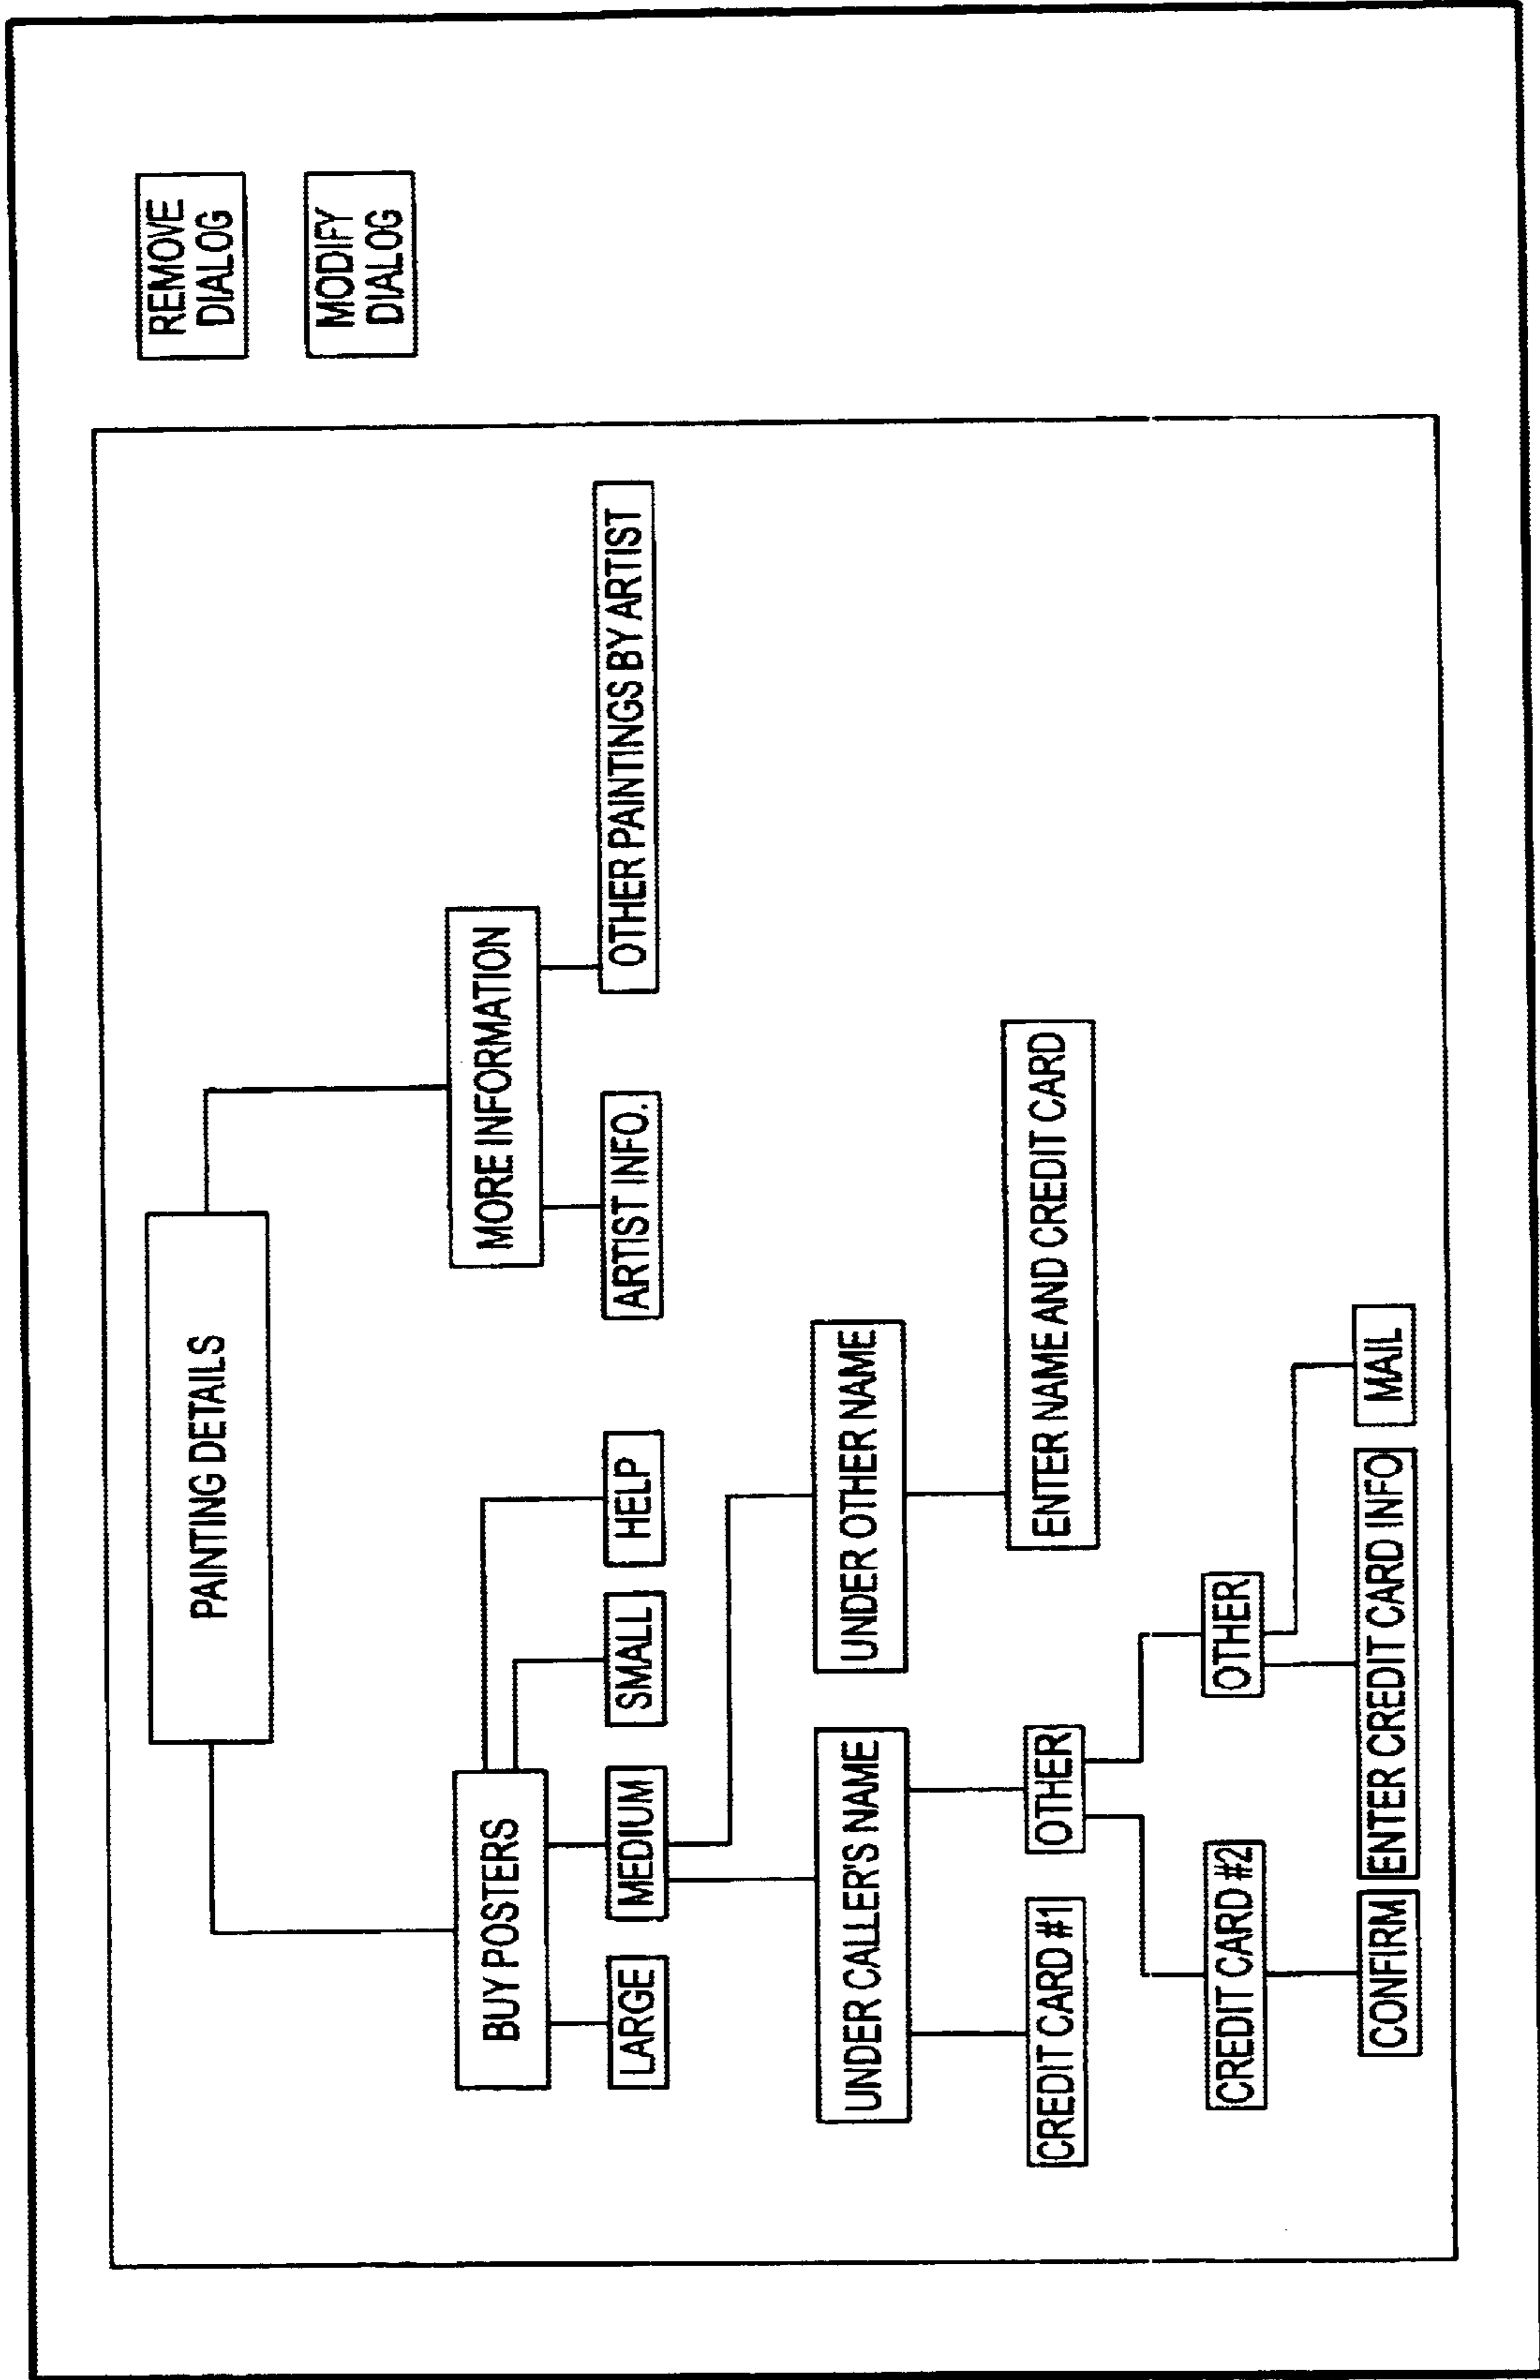 REMOVE
DIALOG
MODIFY
DIALOG
PAINTING DETAILS
BUY POSTERS
MORE INFORMATION
LARGE
MEDIUM
SMALL
HELP
ARTIST INFO.
OTHER PAINTINGS BY ARTIST
UNDER CALLER'S NAME
UNDER OTHER NAME
CREDIT CARD #1
OTHER
ENTER NAME AND CREDIT CARD
CREDIT CARD #2
OTHER
CONFIRM
ENTER CREDIT CARD INFO
MAIL